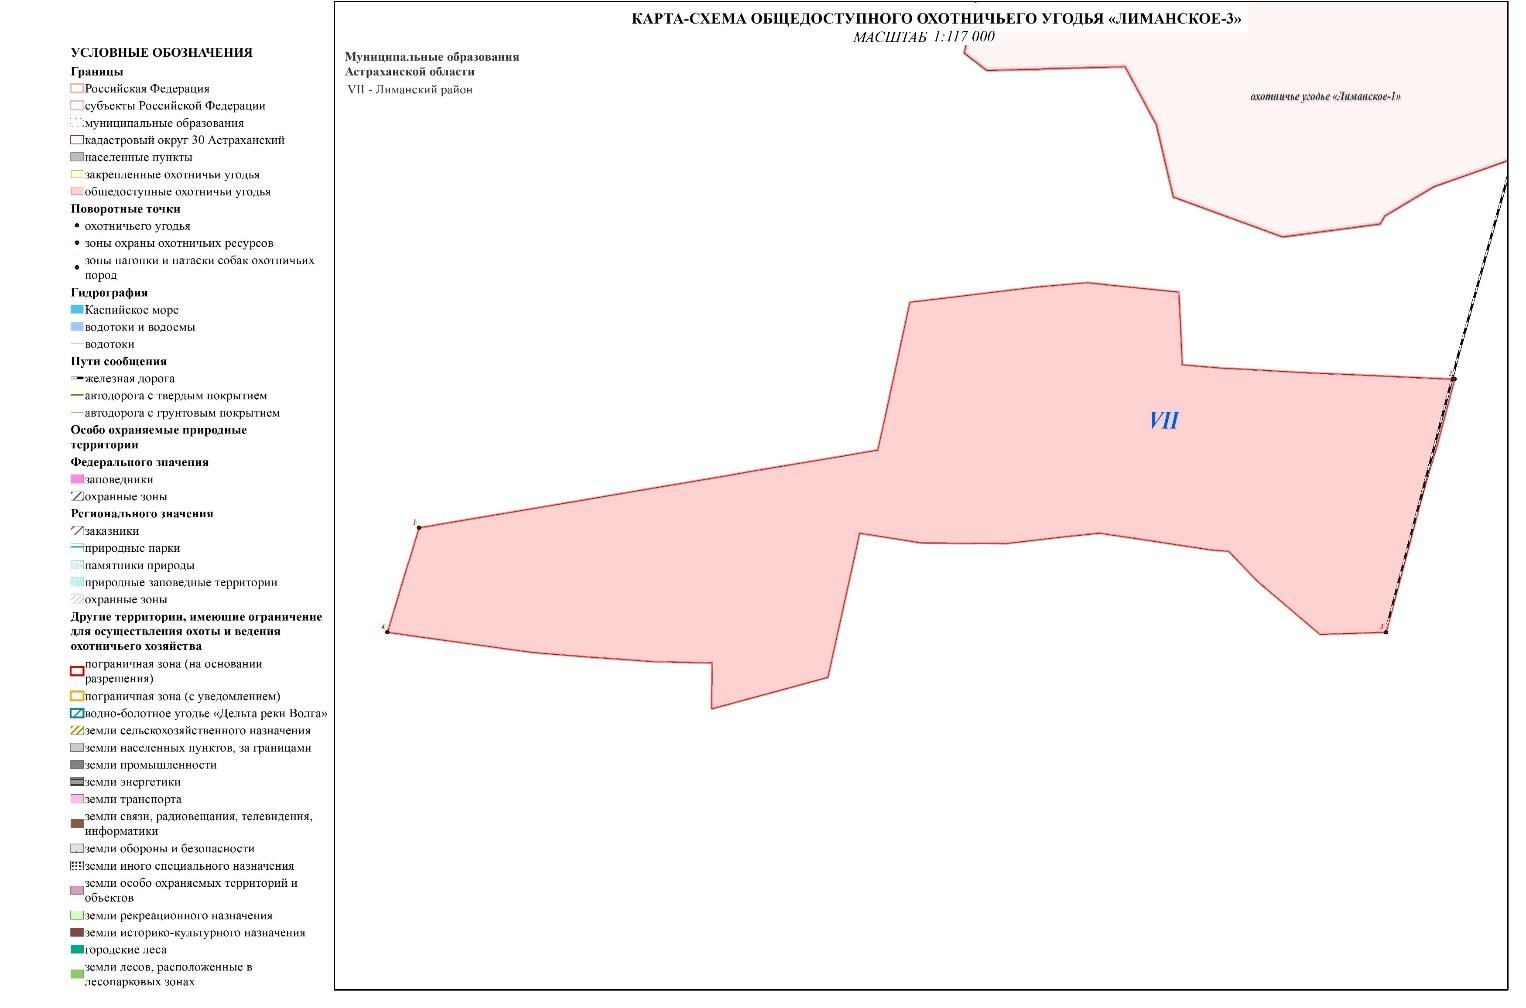 КАРТА-СХЕМА ОБЩЕДОСТУПНОГО ОХОТНИЧЬЕГО УГОДЬЯ «ЛИМАНСКОЕ-3»
МАСШТАБ 1:117 000
УСЛОВНЫЕ ОБОЗНАЧЕНИЯ
Границы
Российская Федерация
субъекты Российской Федерации
муниципальные образования
кадастровый округ 30 Астраханский
населенные пункты
закрепленные охотничьи угодья
общедоступные охотничьи угодья
Поворотные точки
охотничьего угодья
зоны охраны охотничьих ресурсов
зоны нагонки и натаски собак охотничьих
пород
Гидрография
Каспийское море
водотоки и водоемы
водотоки
Пути сообщения
железная дорога
автодорога с твердым покрытием
автодорога с грунтовым покрытием
Особо охраняемые природные
территории
Федерального значения
заповедники
охранные зоны
Регионального значения
заказники
природные парки
памятники природы
природные заповедные территории
охранные зоны
Другие территории, имеющие ограничение
для осуществления охоты и ведения
охотничьего хозяйства
пограничная зона (на основании
разрешения)
пограничная зона (с уведомлением)
водно-болотное угодье «Дельта реки Волга»
земли сельскохозяйственного назначения
земли населенных пунктов, за границами
земли промышленности
земли энергетики
земли транспорта
земли связи, радиовещания, телевидения,
информатики
земли обороны и безопасности
земли иного специального назначения
земли особо охраняемых территорий и
объектов
земли рекреационного назначения
земли историко-культурного назначения
городские леса
земли лесов, расположенные в
лесопарковых зонах
Муниципальные образования
Астраханской области
VII - Лиманский район
охотничье угодье «Лиманское-1»
VII
1
3
4